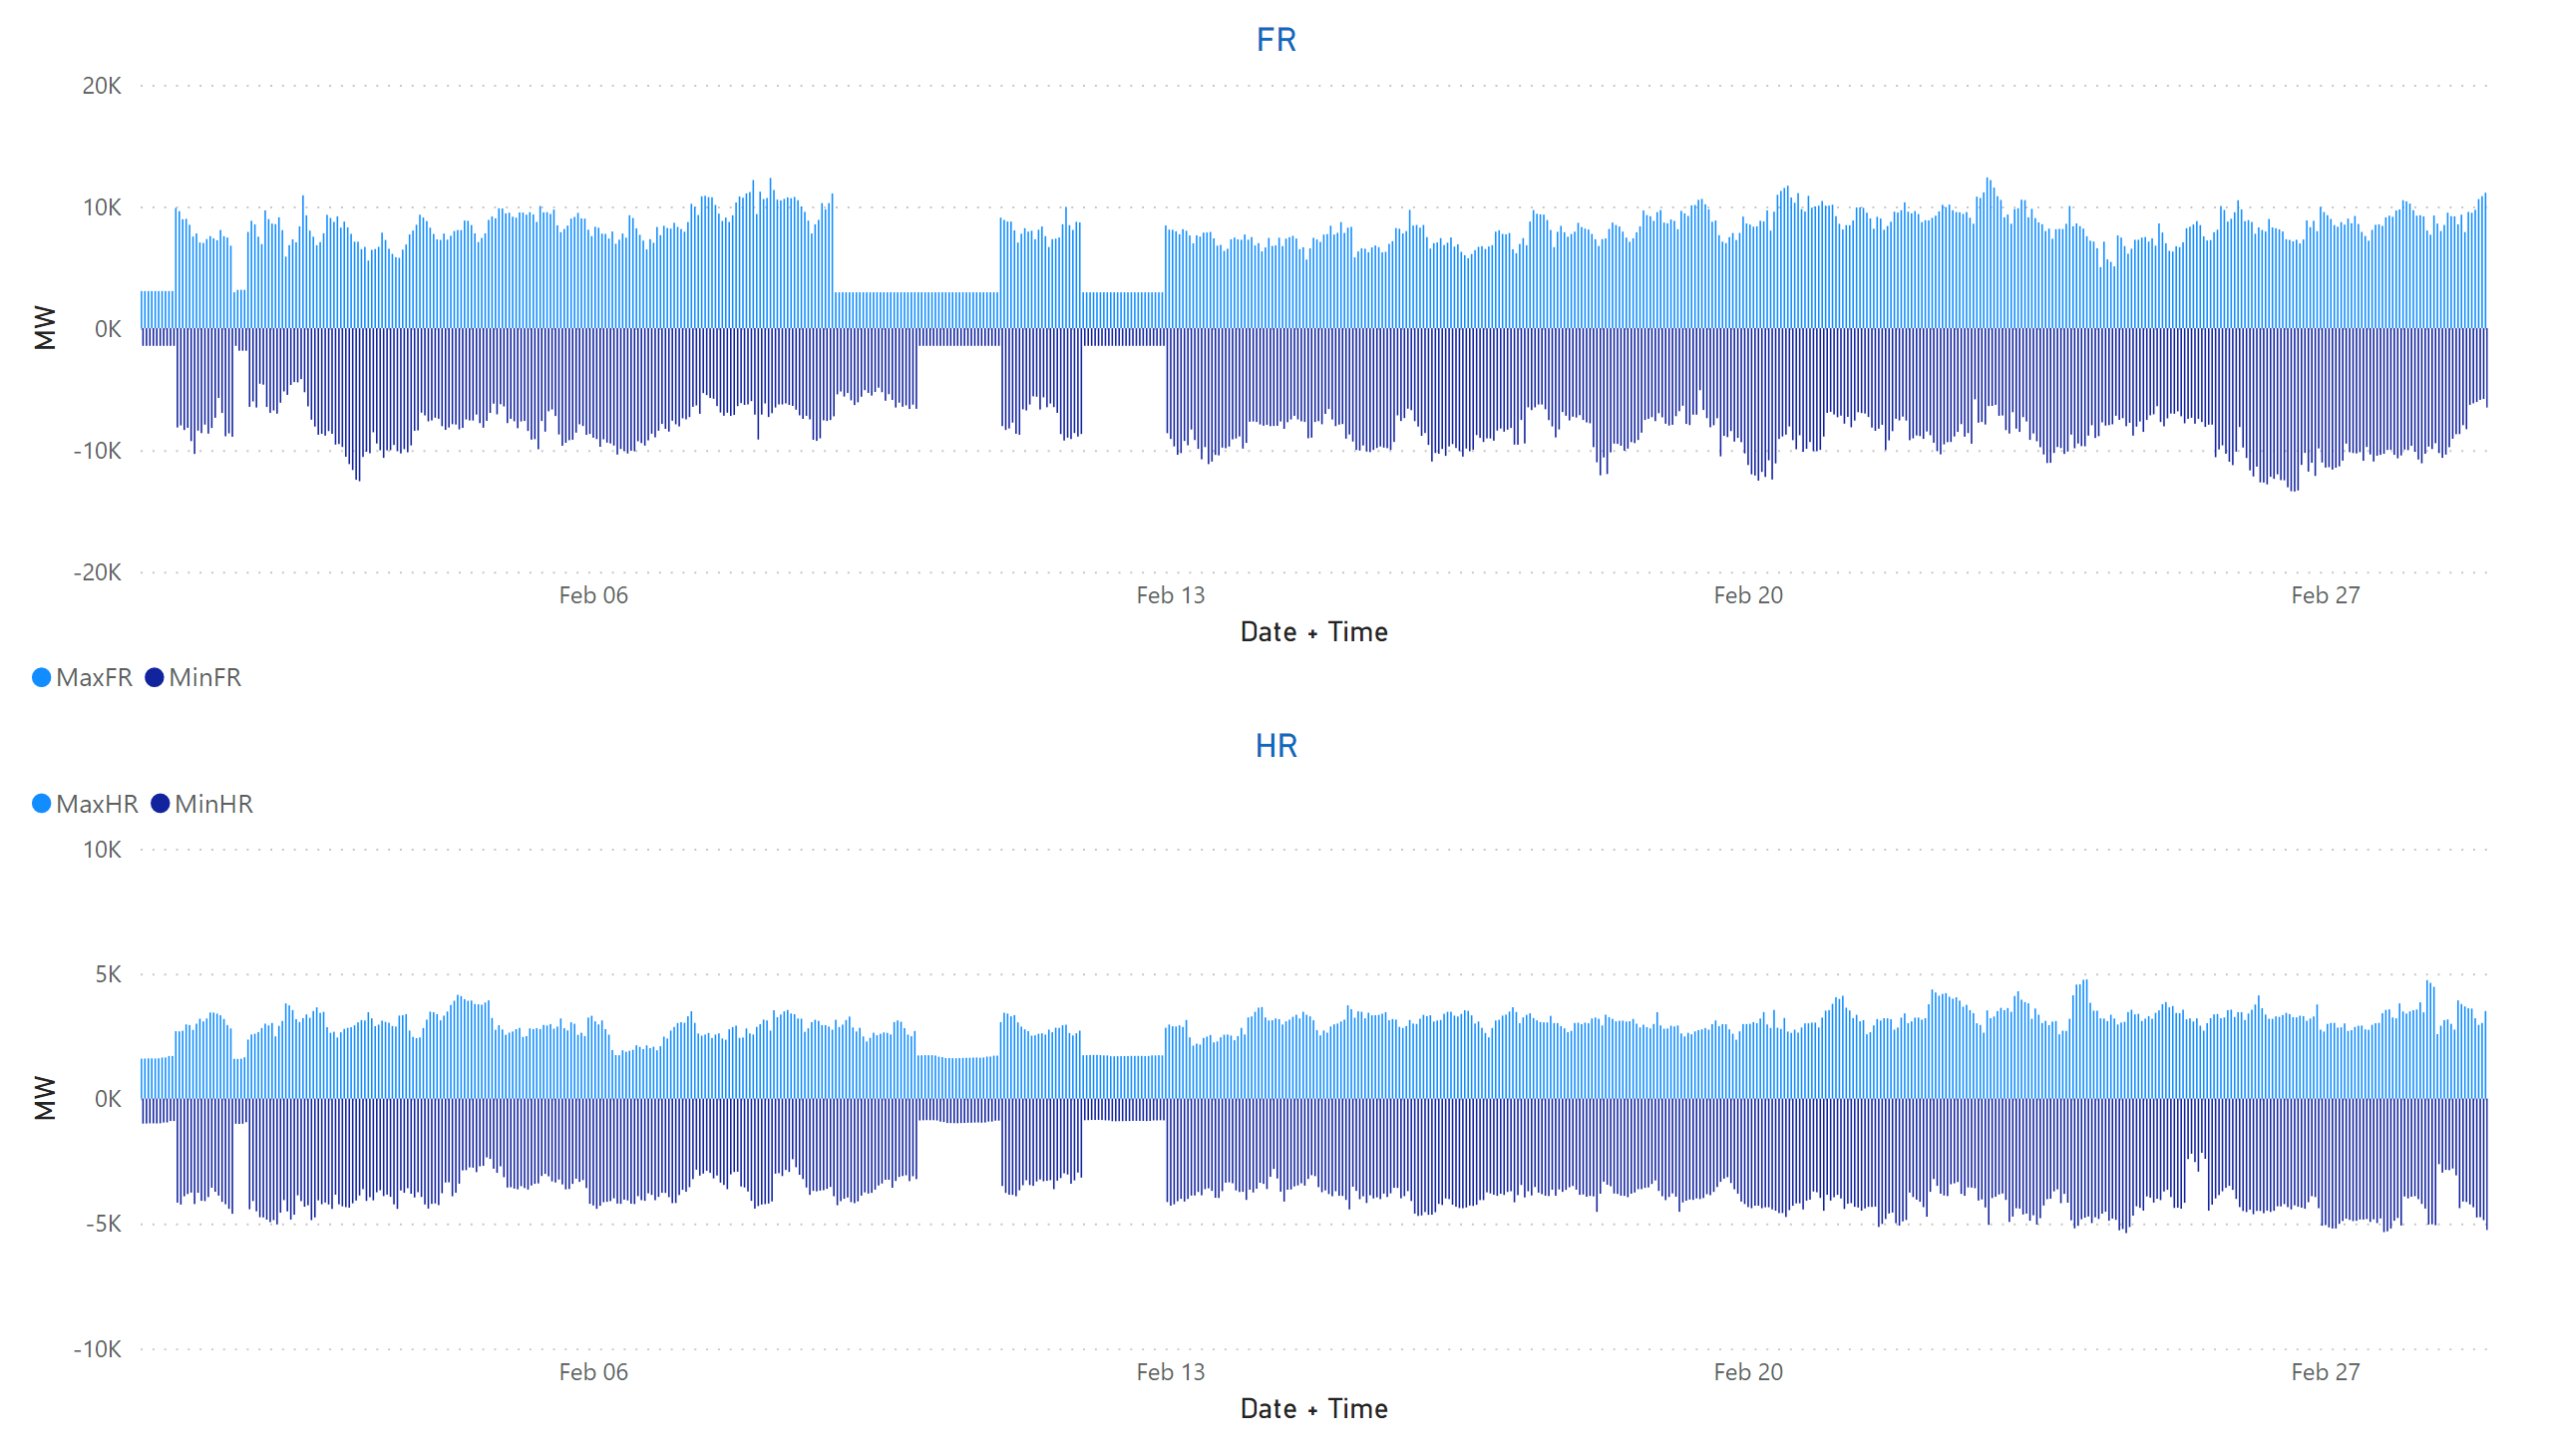 FR
20K
10K
0K
-10K
-20K
MW
Feb 06 Feb 13 Feb 20 Feb 27
Date + Time
MaxFR MinFR
HR
MaxHR MinHR
10K
5K
0K
-5K
-10K
MW
Feb 06 Feb 13 Feb 20 Feb 27
Date + Time